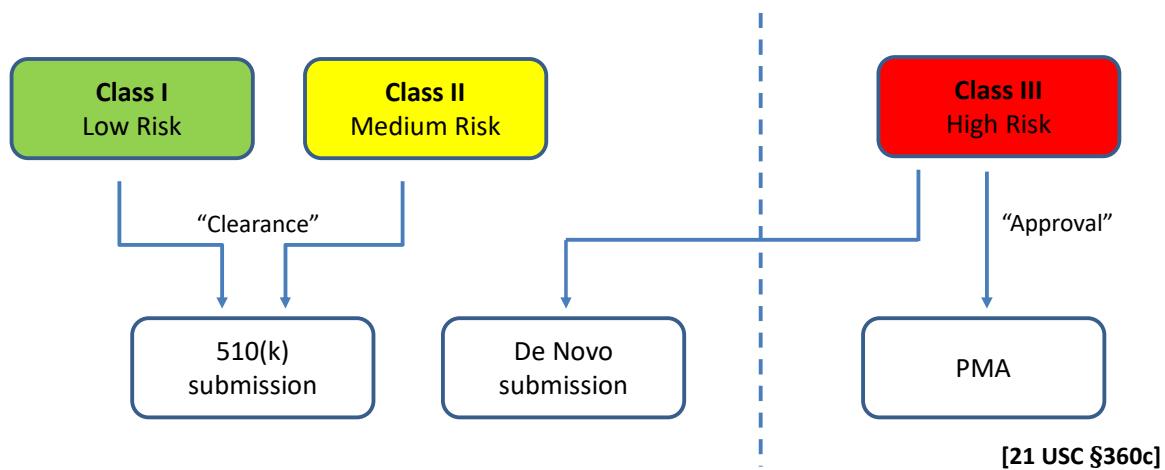 Class I
Low Risk
Class II
Medium Risk
Class III
High Risk
“Clearance”
“Approval”
510(k)
submission
De Novo
submission
PMA
[21 USC §360c]